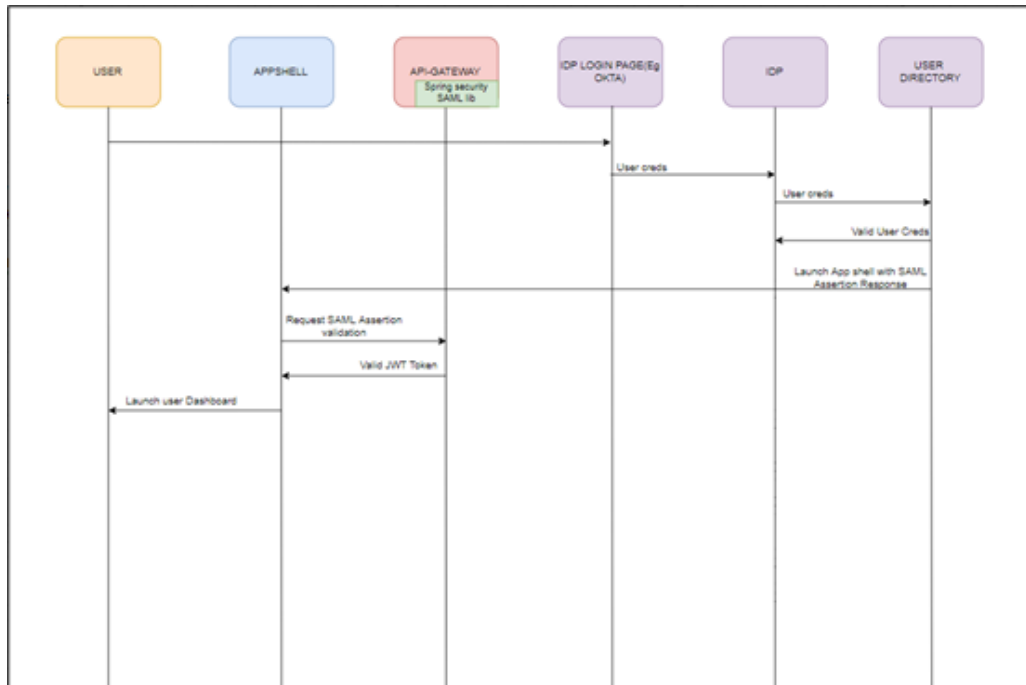 USER
APPSHELL
API-GATEWAY
Spring security
SAML lib
IDP LOGIN PAGE(Eg
OKTA)
IDP
USER
DIRECTORY
User creds
User creds
Valid User Creds
Launch App shell with SAML
Assertion Response
Request SAML Assertion
validation
Valid JWT Token
Launch user Dashboard